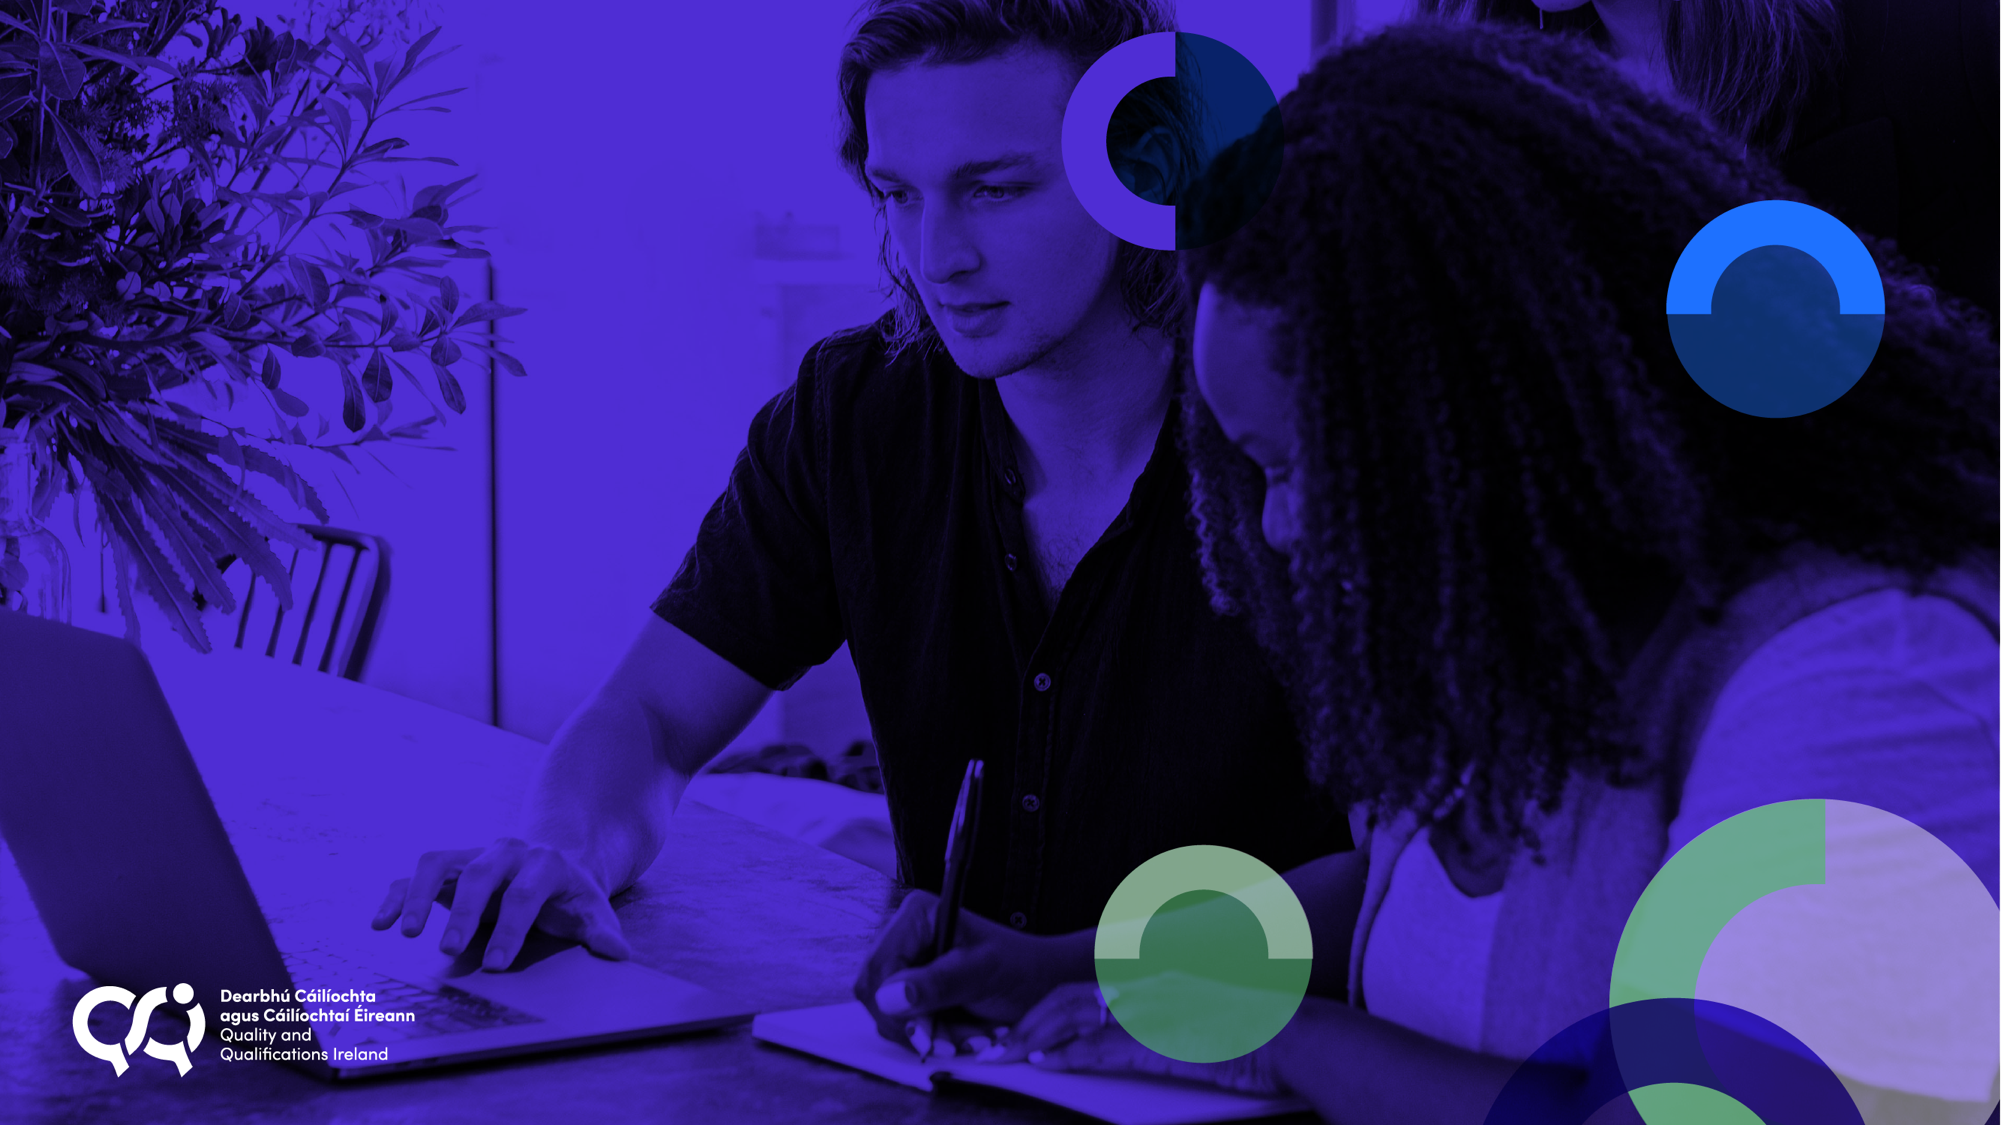 Dearbhú Cáilíochta
agus Cáilíochtaí Éireann
Quality and
Qualifications Ireland